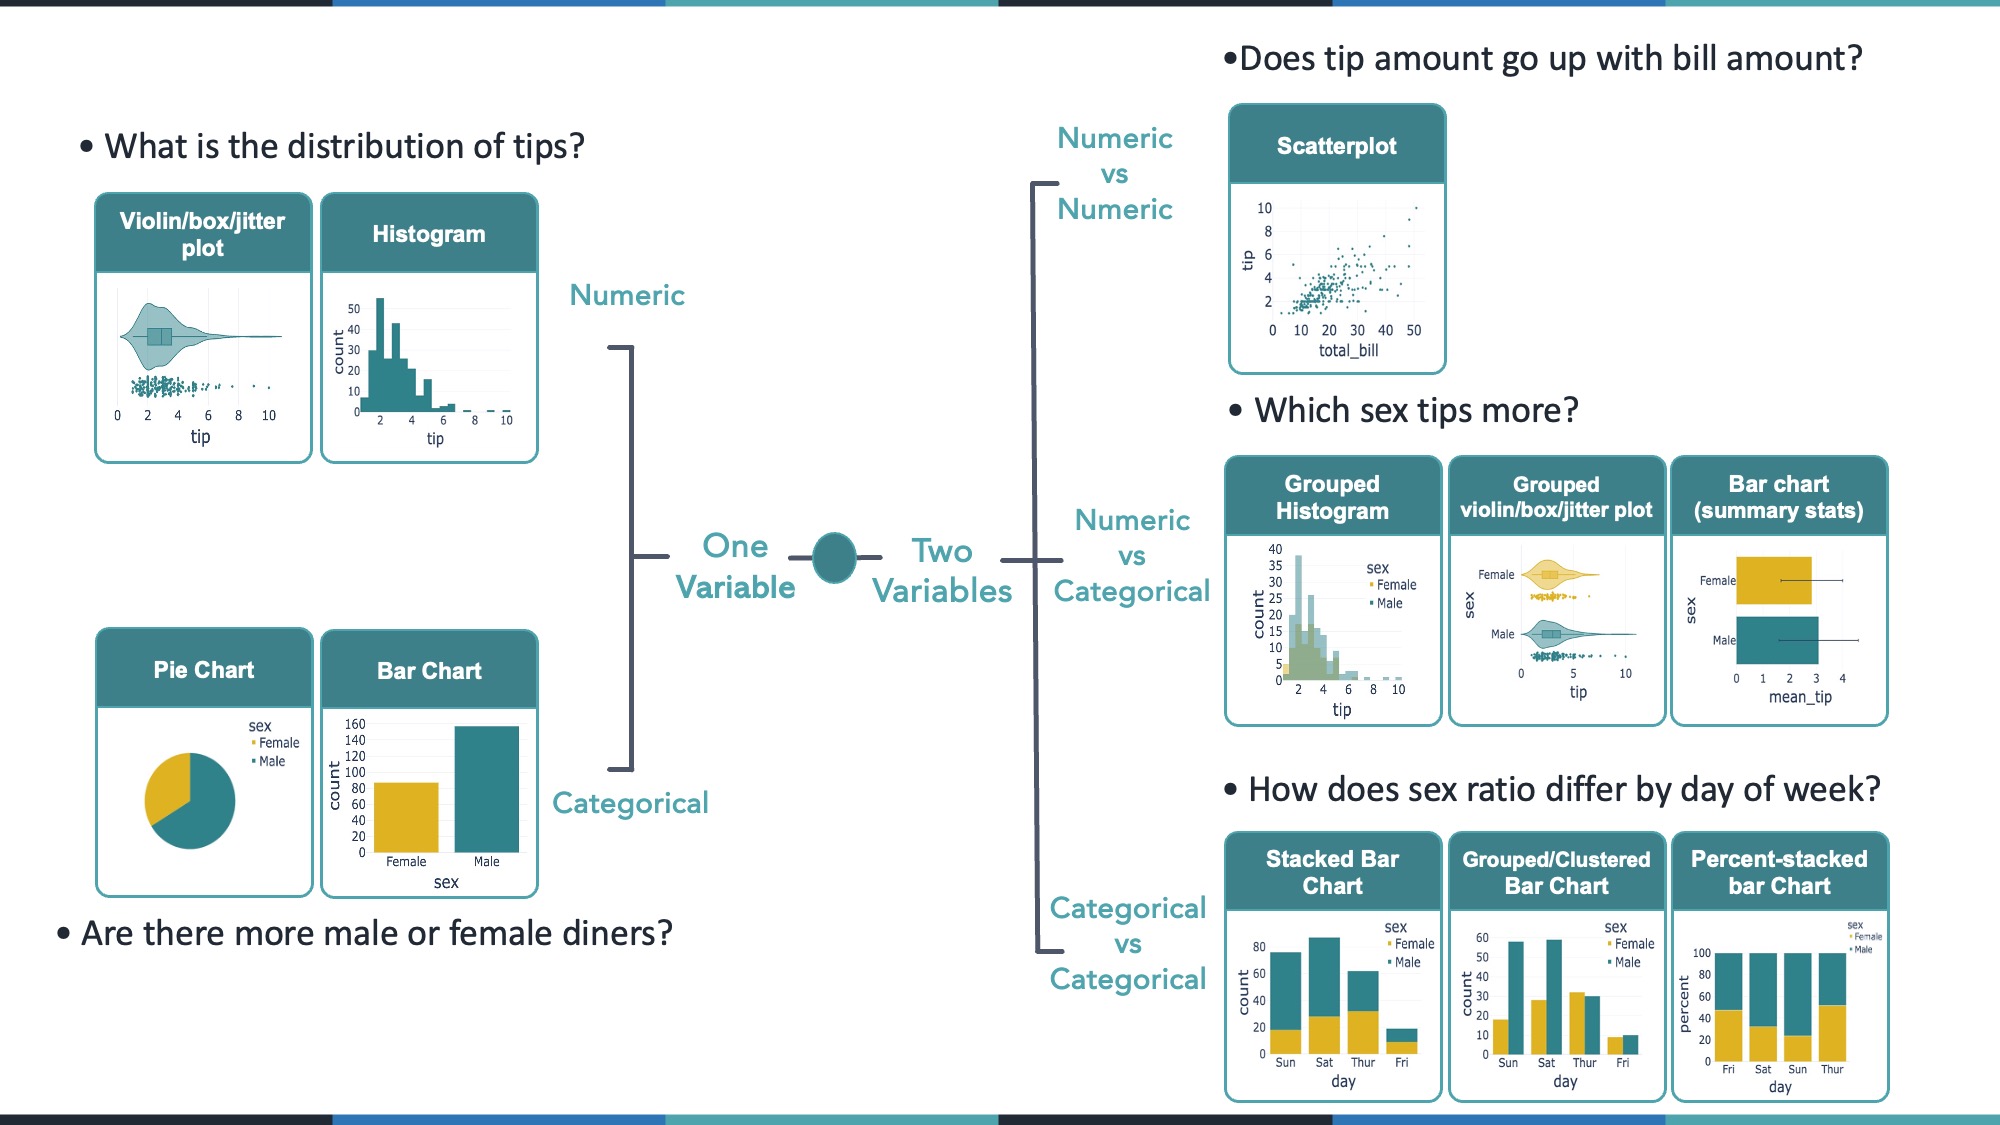 • What is the distribution of tips?
Violin/box/jitter
plot
0 2 4 6 8 10
tip
Histogram
count
50
40
30
20
10
0
2 4 6 8 10
tip
Numeric
One
Variable
Categorical
Pie Chart
sex
Female
Male
Bar Chart
count
160
140
120
100
80
60
40
20
0
Female Male
sex
• Are there more male or female diners?
Two
Variables
•Does tip amount go up with bill amount?
Numeric
vs
Numeric
Scatterplot
tip
10
8
6
4
2
0 10 20 30 40 50
total_bill
• Which sex tips more?
Numeric
vs
Categorical
Grouped
Histogram
count
40
35
30
25
20
15
10
5
0
2 4 6 8 10
tip
sex
Female
Male
Grouped
violin/box/jitter plot
sex
Female
Male
0 5 10
tip
Bar chart
(summary stats)
sex
Female
Male
0 1 2 3 4
mean_tip
• How does sex ratio differ by day of week?
Categorical
vs
Categorical
Stacked Bar
Chart
sex
Female
Male
count
80
60
40
20
0
Sun Sat Thur Fri
day
Grouped/Clustered
Bar Chart
sex
Female
Male
count
60
50
40
30
20
10
0
Sun Sat Thur Fri
day
Percent-stacked
bar Chart
sex
Female
Male
percent
100
80
60
40
20
0
Fri Sat Sun Thur
day